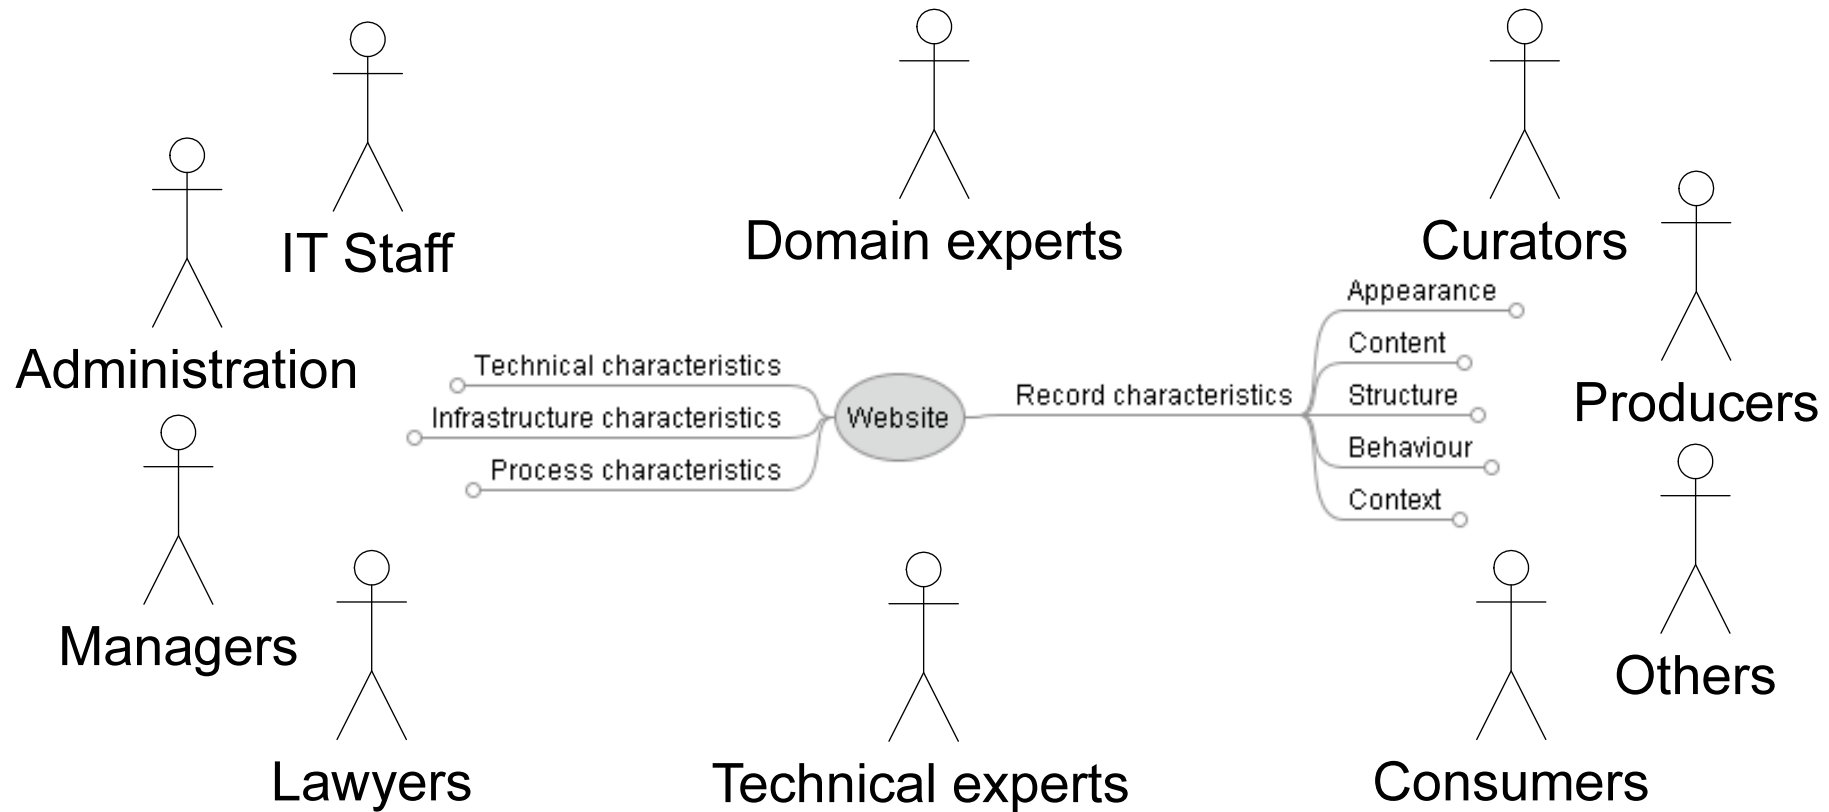 IT Staff
Domain experts
Curators
Administration
Producers
Appearance
Content
Structure
Behaviour
Context
Technical characteristics
Infrastructure characteristics
Process characteristics
Website
Record characteristics
Managers
Others
Lawyers
Technical experts
Consumers